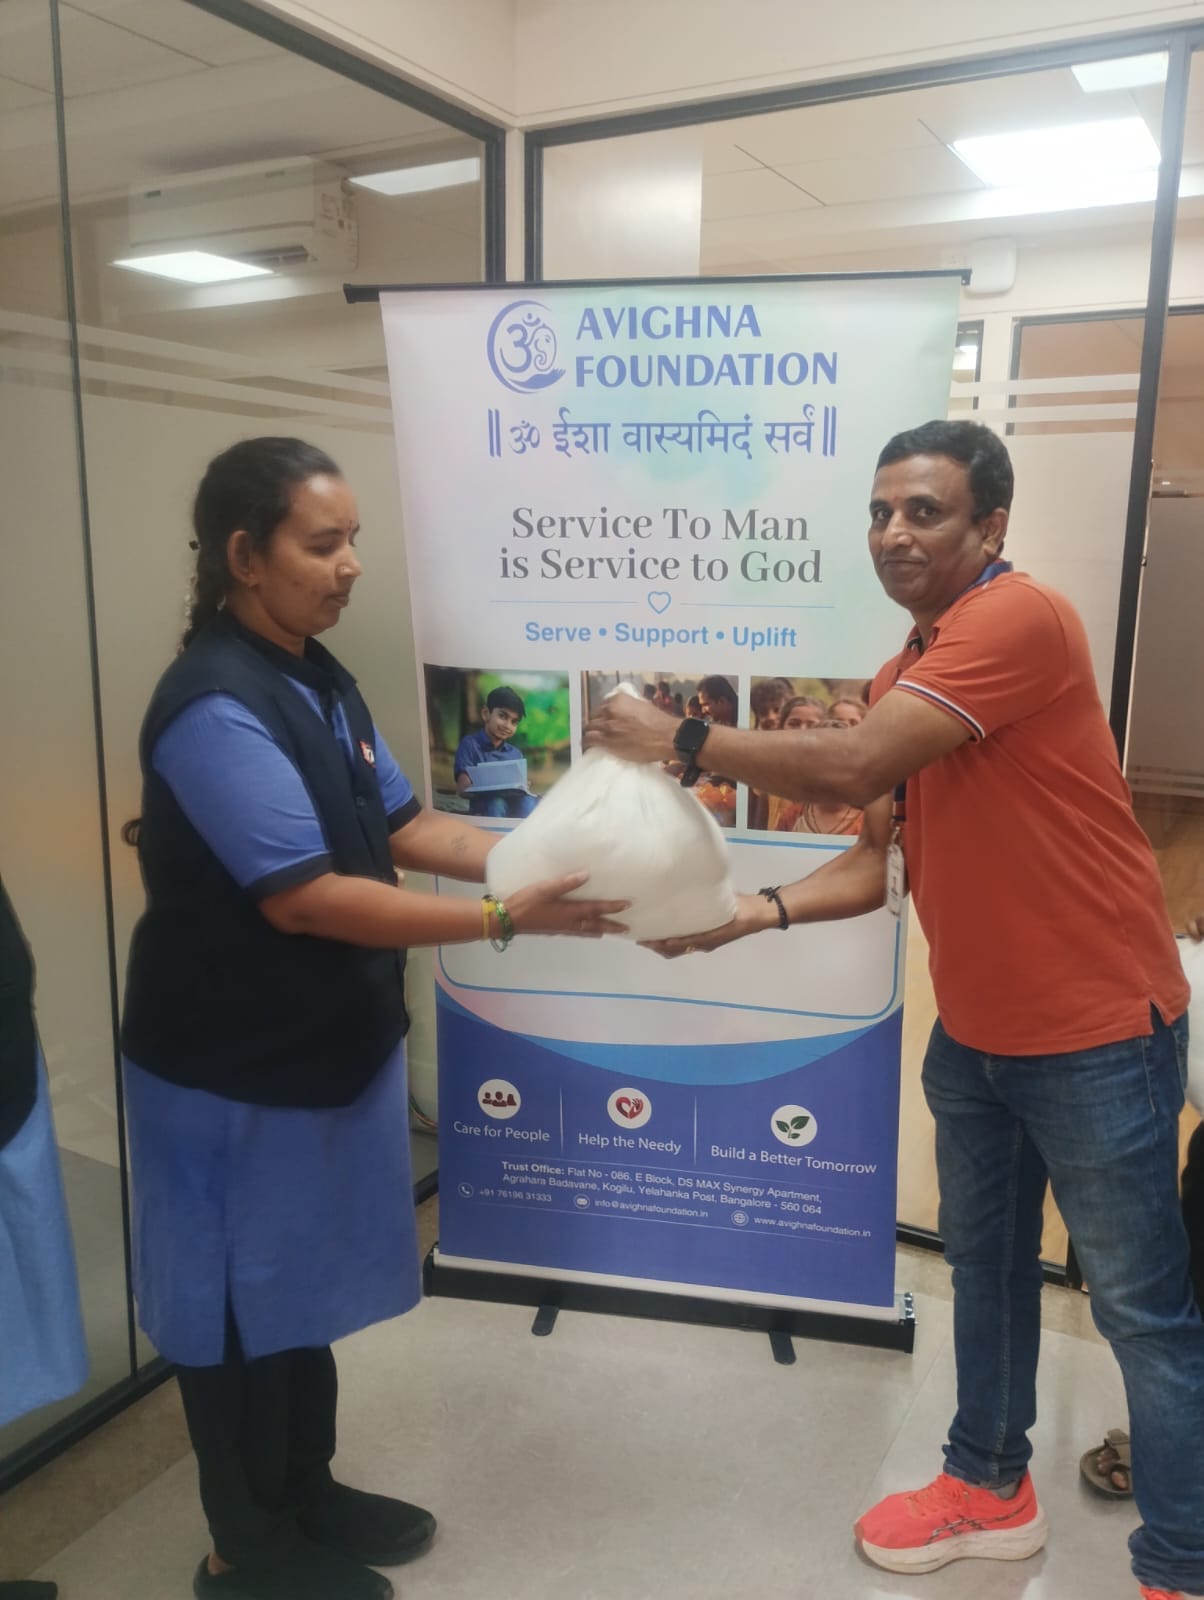 AVIGHNA
FOUNDATION
॥ॐ ईशा वास्यमिदं सर्वं॥
Service To Man
is Service to God
Serve • Support • Uplift
Care for People
Help the Needy
Build a Better Tomorrow
Trust Office: Flat No - 086, E Block, DS MAX Synergy Apartment,
Agrahara Badavane, Kogilu, Yelahanka Post, Bangalore - 560 064
+91 76196 31333 info@avighnafoundation.in www.avighnafoundation.in